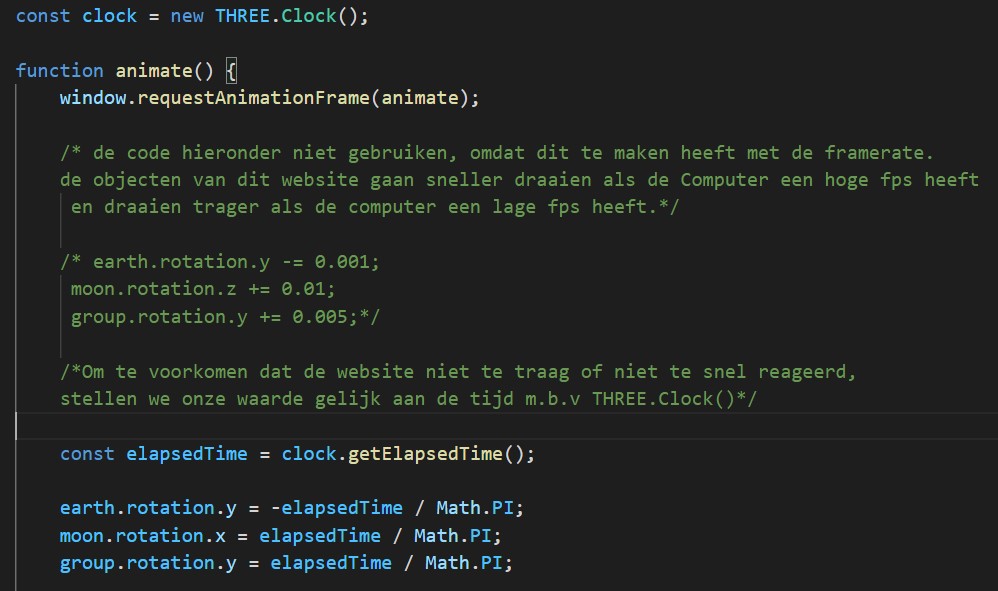 const clock = new THREE.Clock();
function animate() {
window.requestAnimationFrame(animate);
/* de code hieronder niet gebruiken, omdat dit te maken heeft met de framerate.
de objecten van dit website gaan sneller draaien als de Computer een hoge fps heeft
en draaien trager als de computer een lage fps heeft.*/
/* earth.rotation.y -= 0.001;
moon.rotation.z += 0.01;
group.rotation.y += 0.005;*/
/*Om te voorkomen dat de website niet te traag of niet te snel reageerd,
stellen we onze waarde gelijk aan de tijd m.b.v THREE.Clock()*/
const elapsedTime = clock.getElapsedTime();
earth.rotation.y = -elapsedTime / Math.PI;
moon.rotation.x = elapsedTime / Math.PI;
group.rotation.y = elapsedTime / Math.PI;